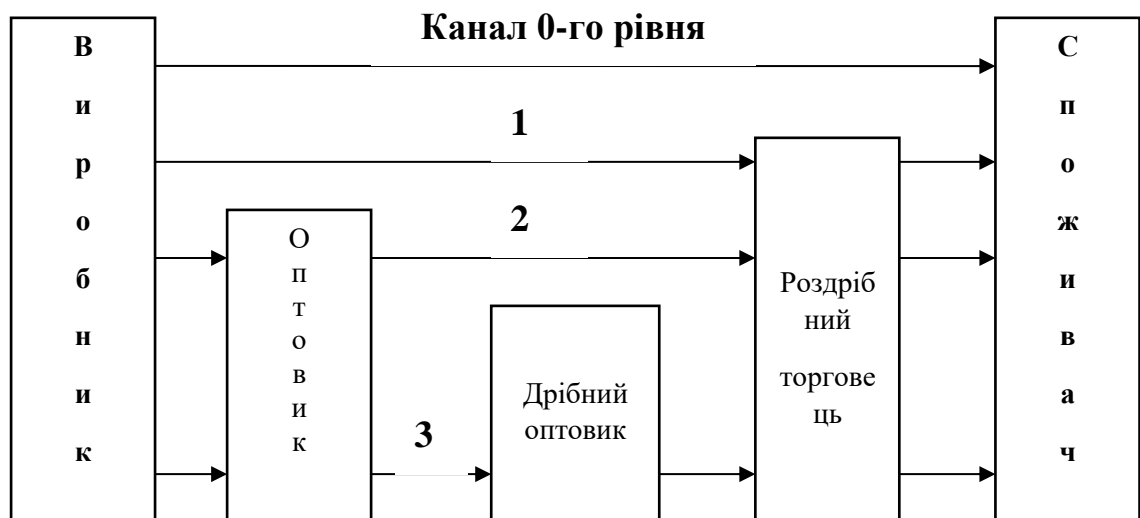 Канал 0-го рівня
В
и
р
о
б
н
и
к
1
2
О
п
т
о
в
и
к
3
Дрібний
оптовик
Роздріб
ний
торгове
ць
С
п
о
ж
и
в
а
ч